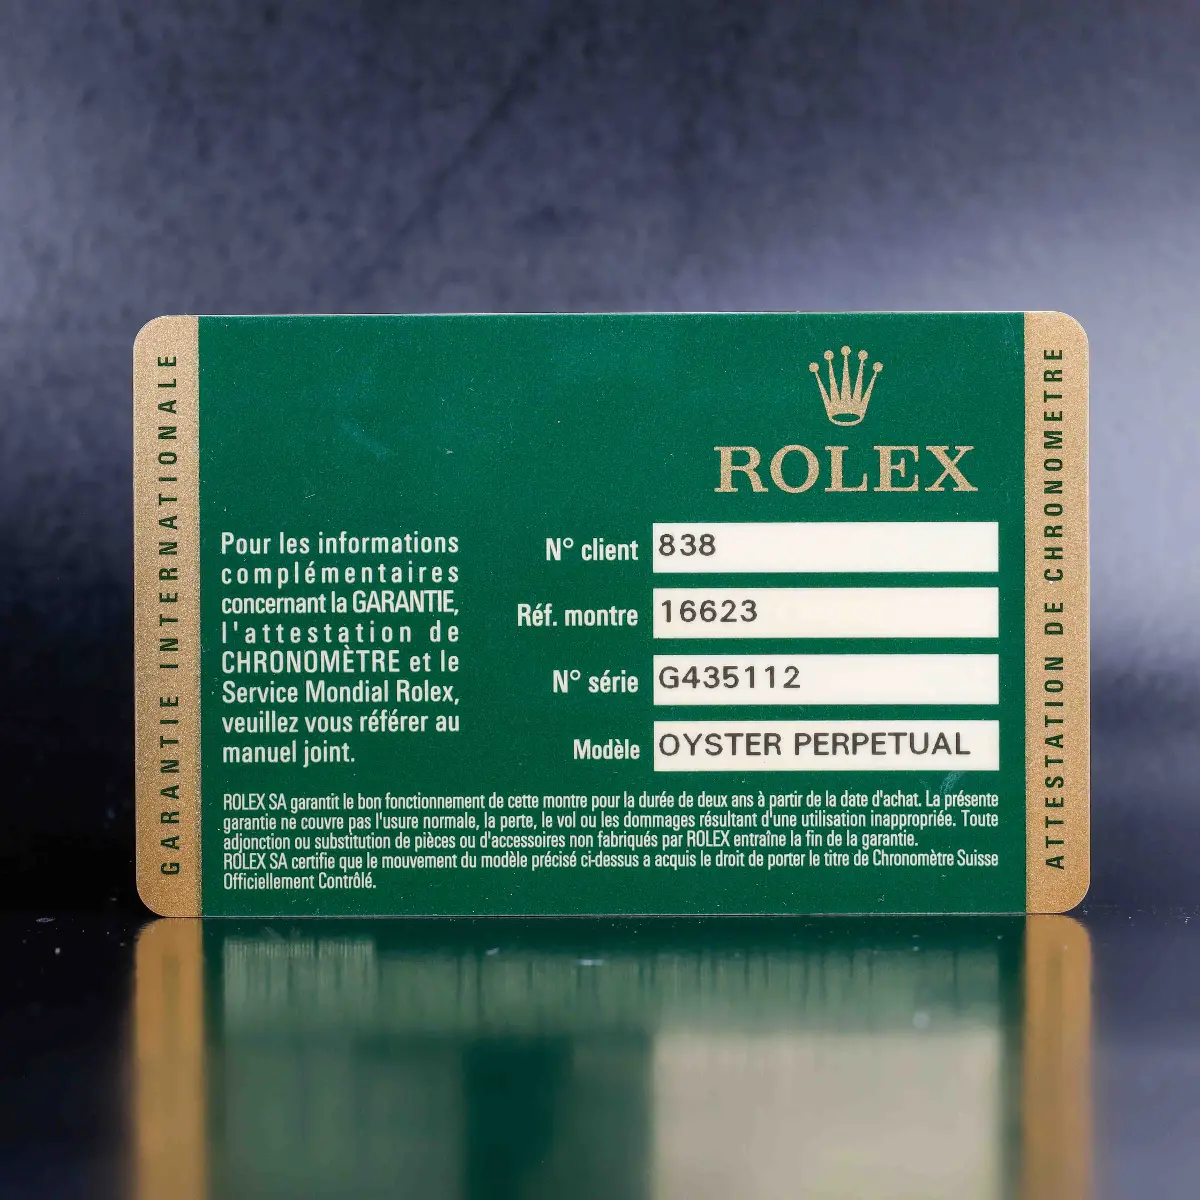 GARANTIE INTERNATIONALE
ROLEX
Pour les informations
complémentaires
concernant la GARANTIE,
l'attestation de
CHRONOMÈTRE et le
Service Mondial Rolex,
veuillez vous référer au
manuel joint.
N° client 838
Réf. montre 16623
N° série G435112
Modèle OYSTER PERPETUAL
ROLEX SA garantit le bon fonctionnement de cette montre pour la durée de deux ans à partir de la date d'achat. La présente
garantie ne couvre pas l'usure normale, la perte, le vol ou les dommages résultant d'une utilisation inappropriée. Toute
adjonction ou substitution de pièces ou d'accessoires non fabriqués par ROLEX entraîne la fin de la garantie.
ROLEX SA certifie que le mouvement du modèle précisé ci-dessus a acquis le droit de porter le titre de Chronomètre Suisse
Officiellement Contrôlé.
ATTESTATION DE CHRONOMETRE